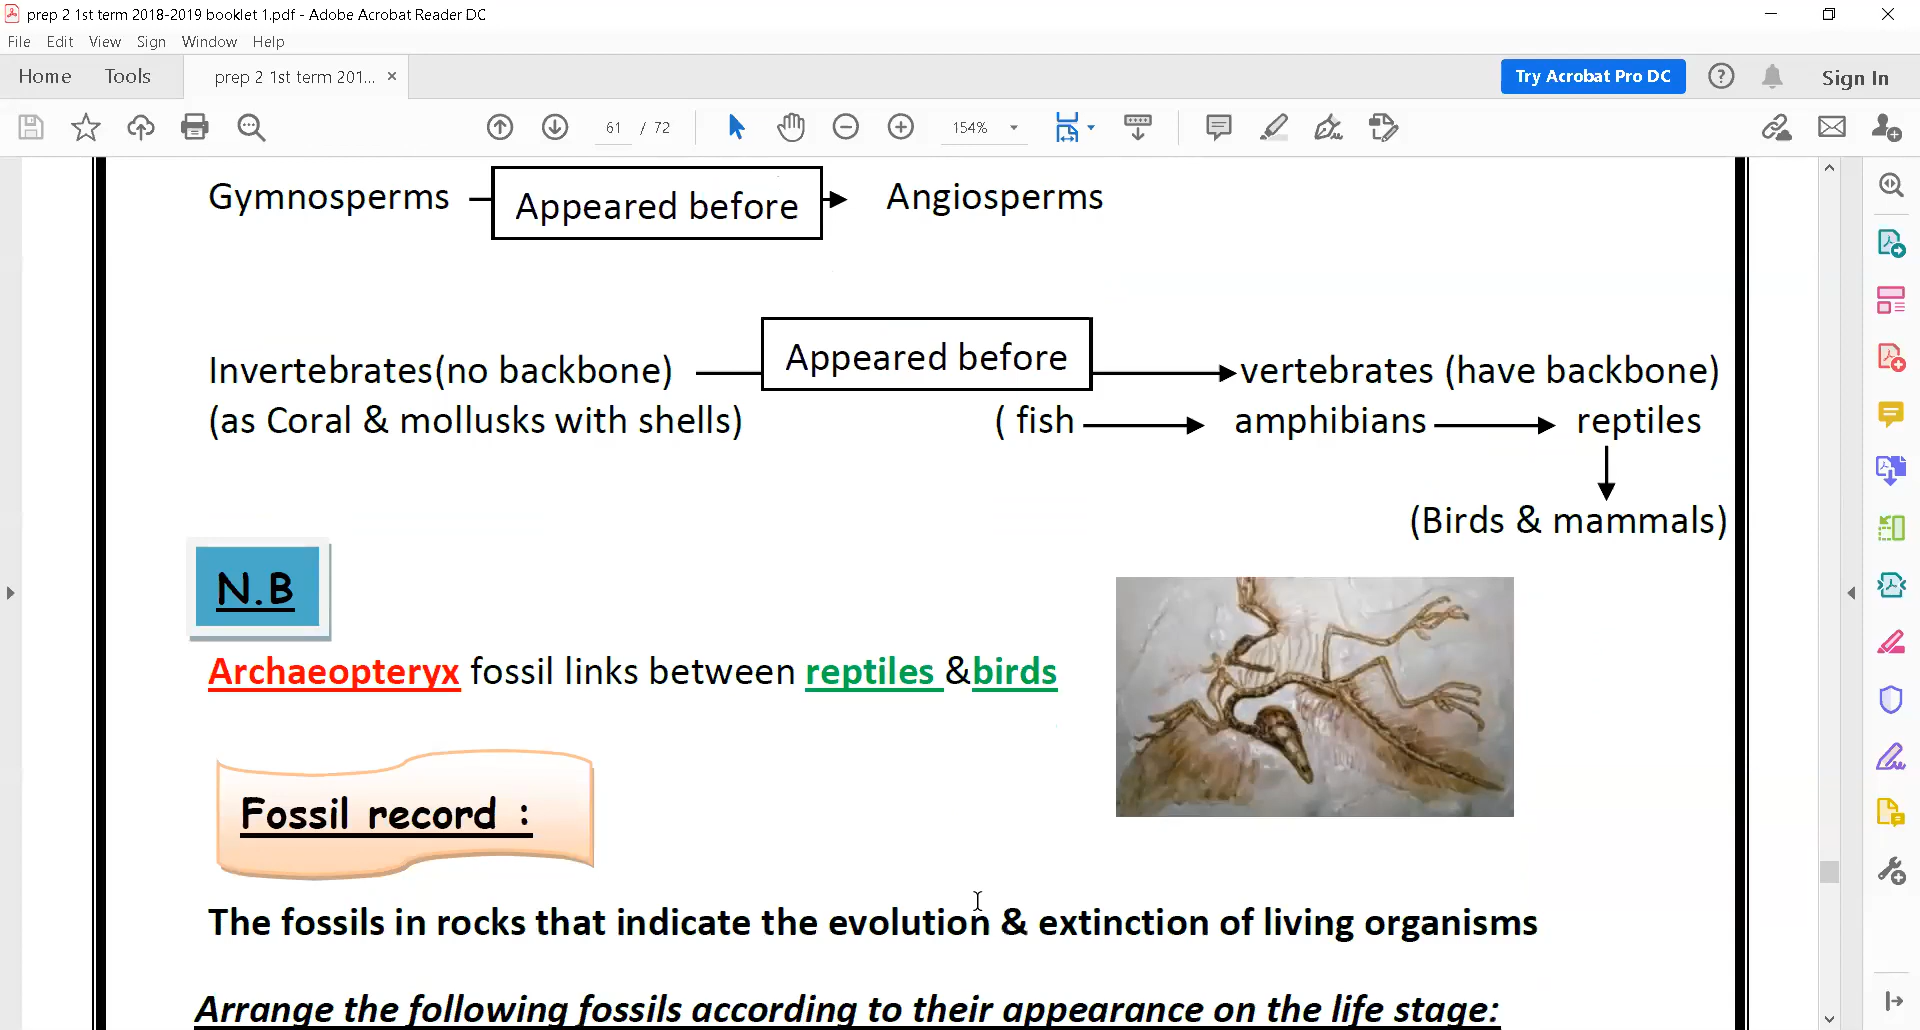 prep 2 1st term 2018-2019 booklet 1.pdf - Adobe Acrobat Reader DC
File Edit View Sign Window Help
Home Tools prep 2 1st term 201... × Try Acrobat Pro DC Sign In
61 / 72 154%
Gymnosperms Appeared before Angiosperms
Invertebrates(no backbone) Appeared before vertebrates (have backbone)
(as Coral & mollusks with shells) ( fish amphibians reptiles
(Birds & mammals)
N.B
Archaeopteryx fossil links between reptiles &birds
Fossil record :
The fossils in rocks that indicate the evolution & extinction of living organisms
Arrange the following fossils according to their appearance on the life stage: